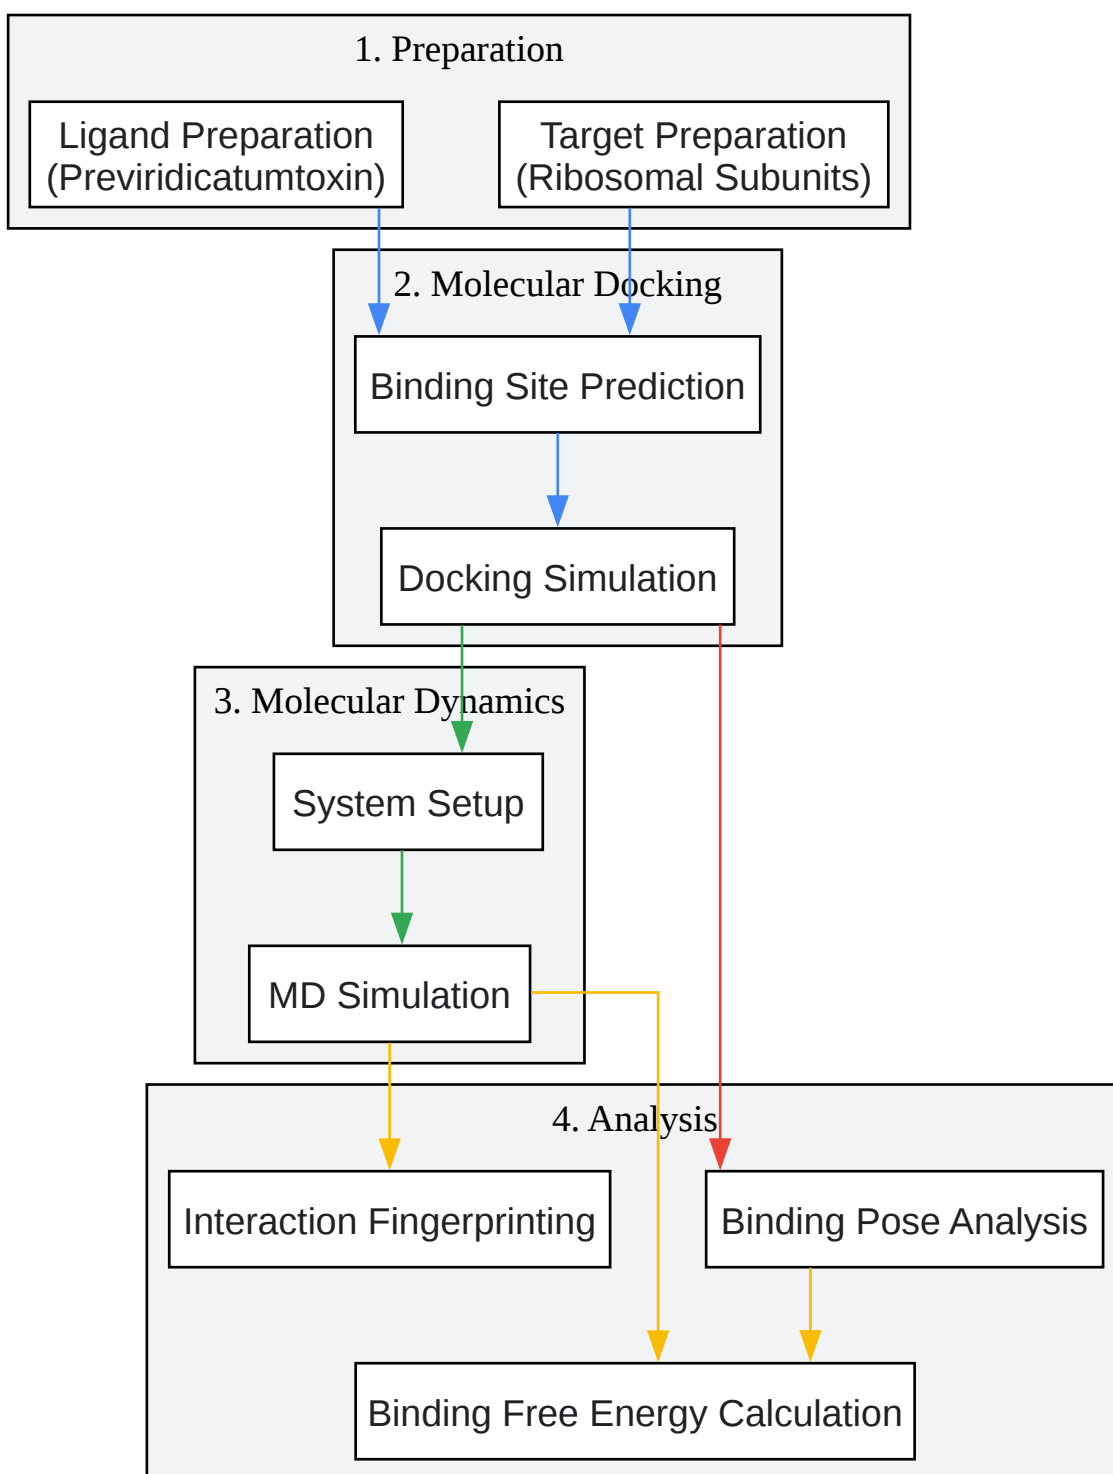 1. Preparation
Ligand Preparation
(Previridicatumtoxin)
Target Preparation
(Ribosomal Subunits)
2. Molecular Docking
Binding Site Prediction
Docking Simulation
3. Molecular Dynamics
System Setup
MD Simulation
4. Analysis
Interaction Fingerprinting
Binding Pose Analysis
Binding Free Energy Calculation